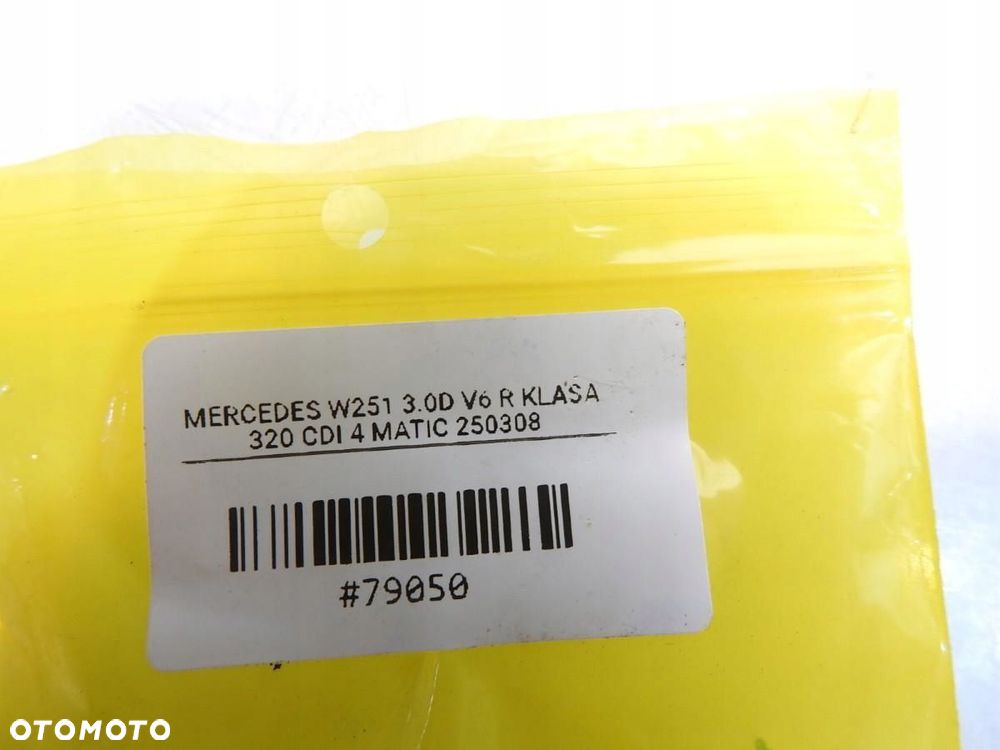 MERCEDES W251 3.0D V6 R KLASA
320 CDI 4 MATIC 250308
#79050
OTOMOTO